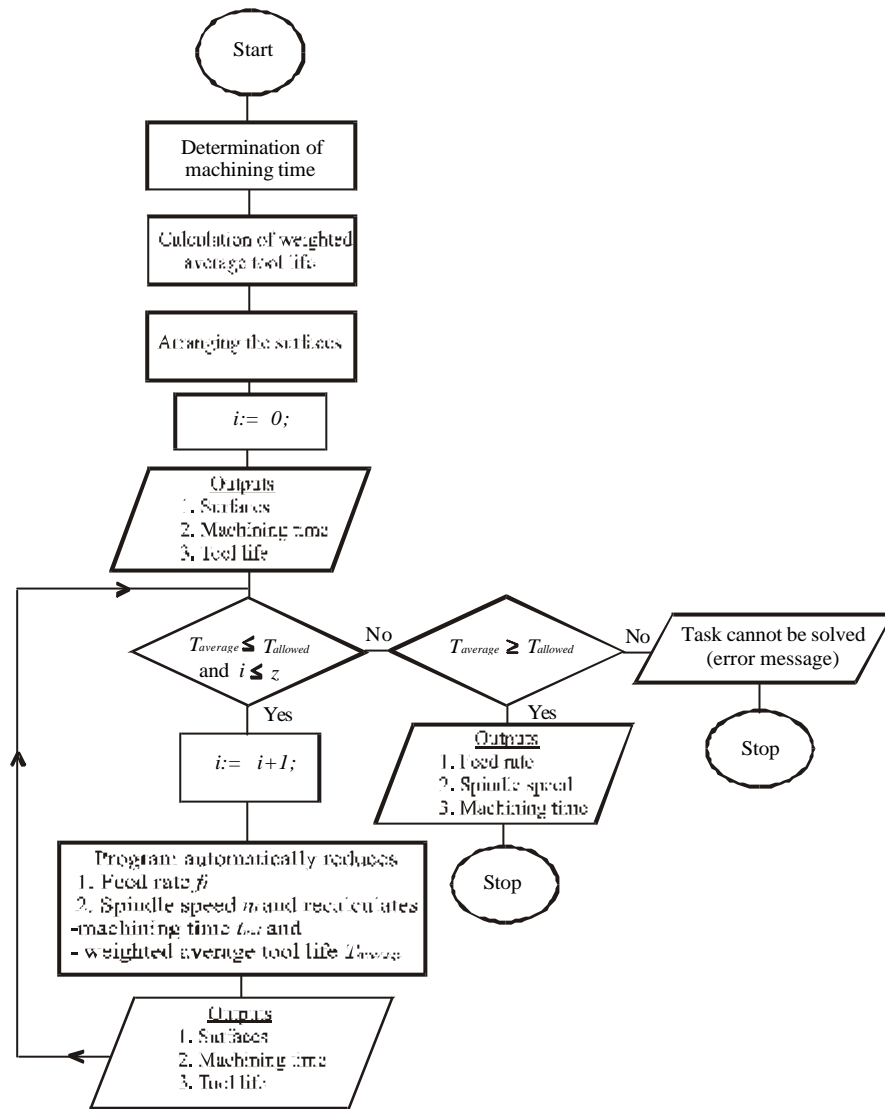 Start
Determination of
machining time
Calculation of weighted
average tool life
Arranging the surfaces
i:= 0;
Outputs
1. Surfaces
2. Machining time
3. Tool life
Taverage ≤ Tallowed
and i ≤ z
No
Taverage ≥ Tallowed
No
Task cannot be solved
(error message)
Stop
Yes
Outputs
1. Feed rate
2. Spindle speed
3. Machining time
Stop
Yes
i:= i+1;
Program automatically reduces
1. Feed rate
2. Spindle speed and recalculates
-machining time and
- weighted average tool life
Outputs
1. Surfaces
2. Machining time
3. Tool life